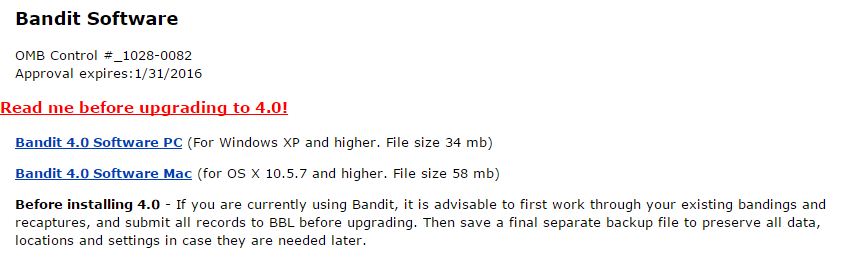 Bandit Software
OMB Control #_1028-0082
Approval expires:1/31/2016
Read me before upgrading to 4.0!
Bandit 4.0 Software PC (For Windows XP and higher. File size 34 mb)
Bandit 4.0 Software Mac (for OS X 10.5.7 and higher. File size 58 mb)
Before installing 4.0 - If you are currently using Bandit, it is advisable to first work through your existing bandings and
recaptures, and submit all records to BBL before upgrading. Then save a final separate backup file to preserve all data,
locations and settings in case they are needed later.